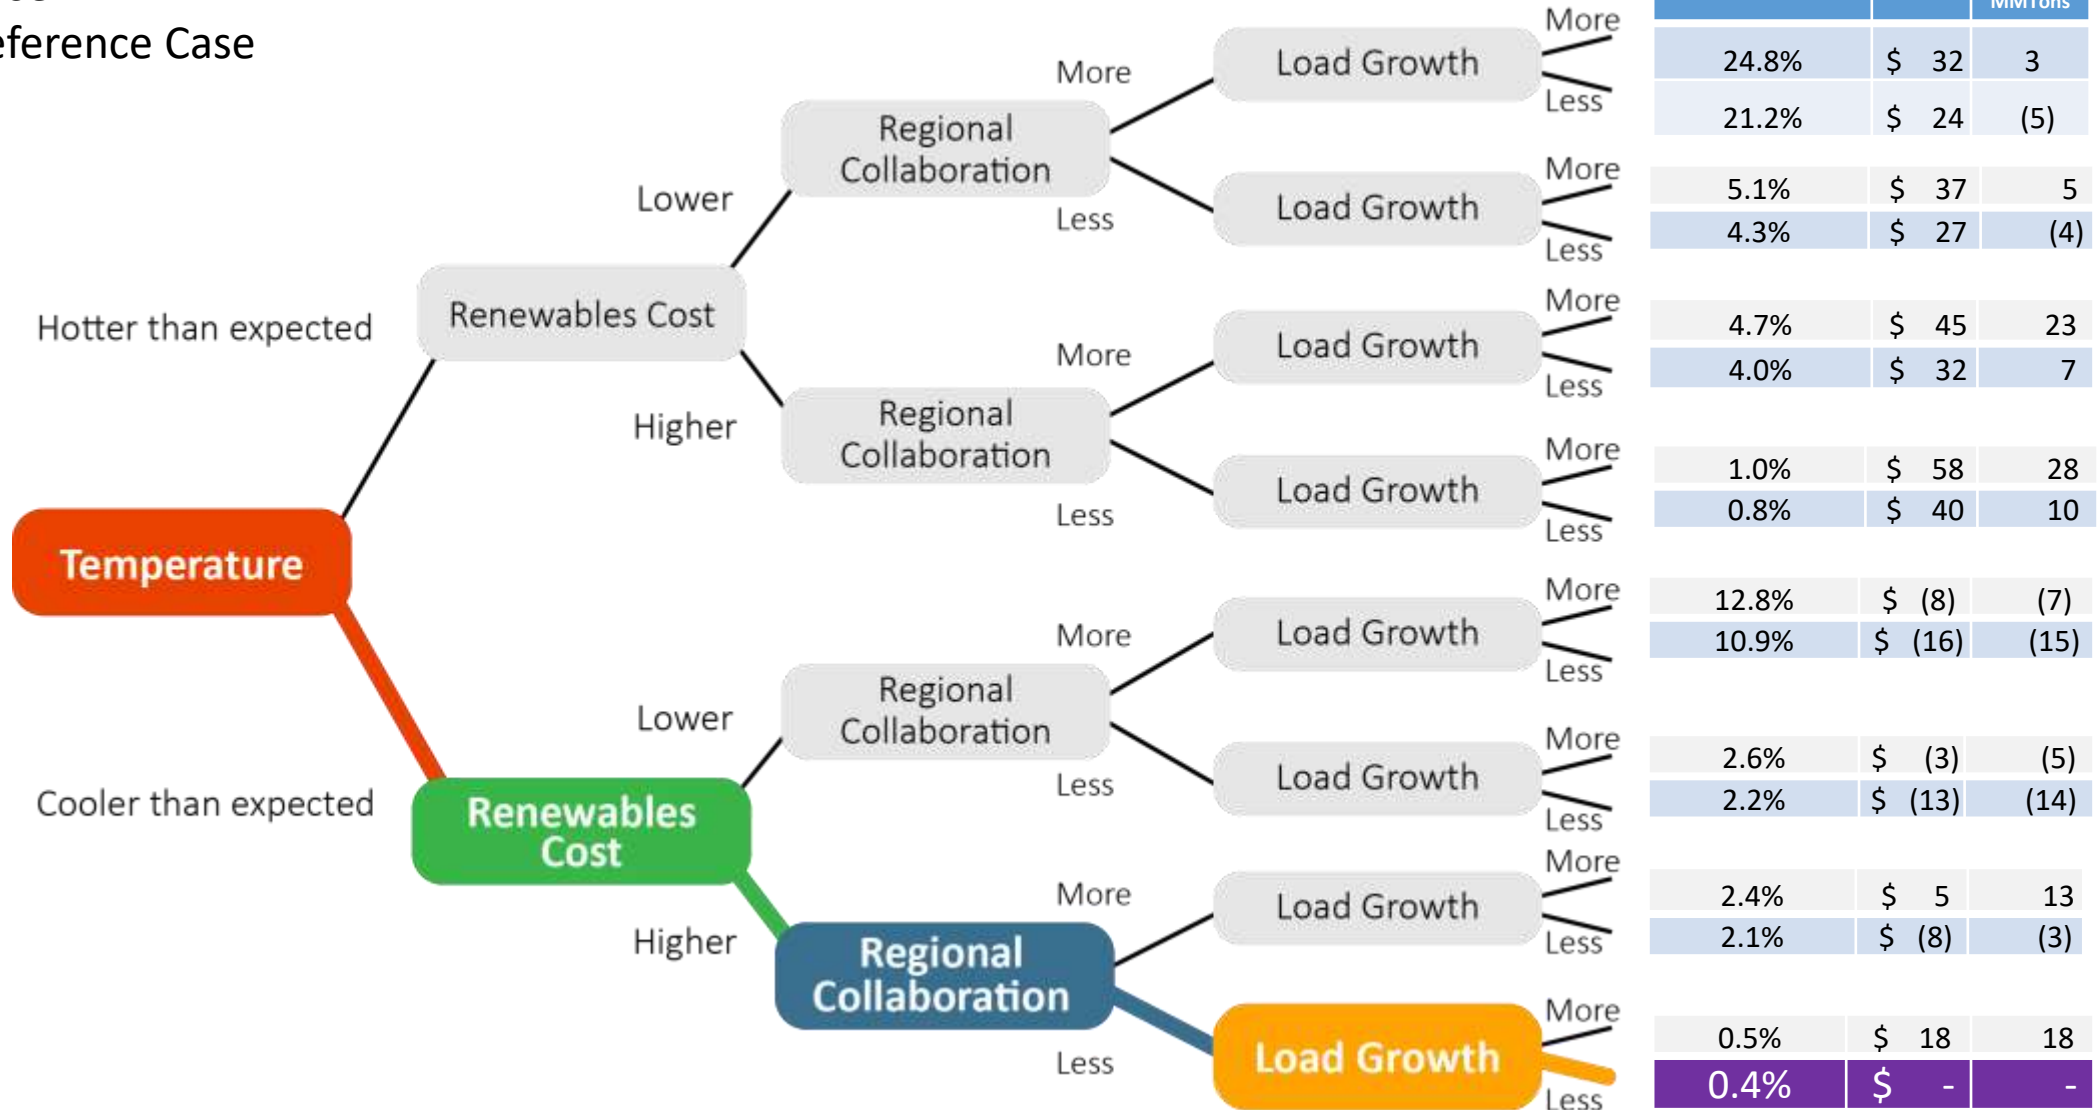 eference Case
MMTons
More
Load Growth
Less
24.8% $ 32 3
21.2% $ 24 (5)
More
Regional
Collaboration
Less
More
Load Growth
Less
5.1% $ 37 5
4.3% $ 27 (4)
Lower
Hotter than expected
Renewables Cost
Higher
More
Regional
Collaboration
Less
More
Load Growth
Less
4.7% $ 45 23
4.0% $ 32 7
More
Load Growth
Less
1.0% $ 58 28
0.8% $ 40 10
Temperature
More
Load Growth
Less
12.8% $ (8) (7)
10.9% $ (16) (15)
Lower
More
Regional
Collaboration
Less
More
Load Growth
Less
2.6% $ (3) (5)
2.2% $ (13) (14)
Cooler than expected
Renewables
Cost
Higher
More
Regional
Collaboration
Less
More
Load Growth
Less
2.4% $ 5 13
2.1% $ (8) (3)
More
Load Growth
Less
0.5% $ 18 18
0.4% $ - -